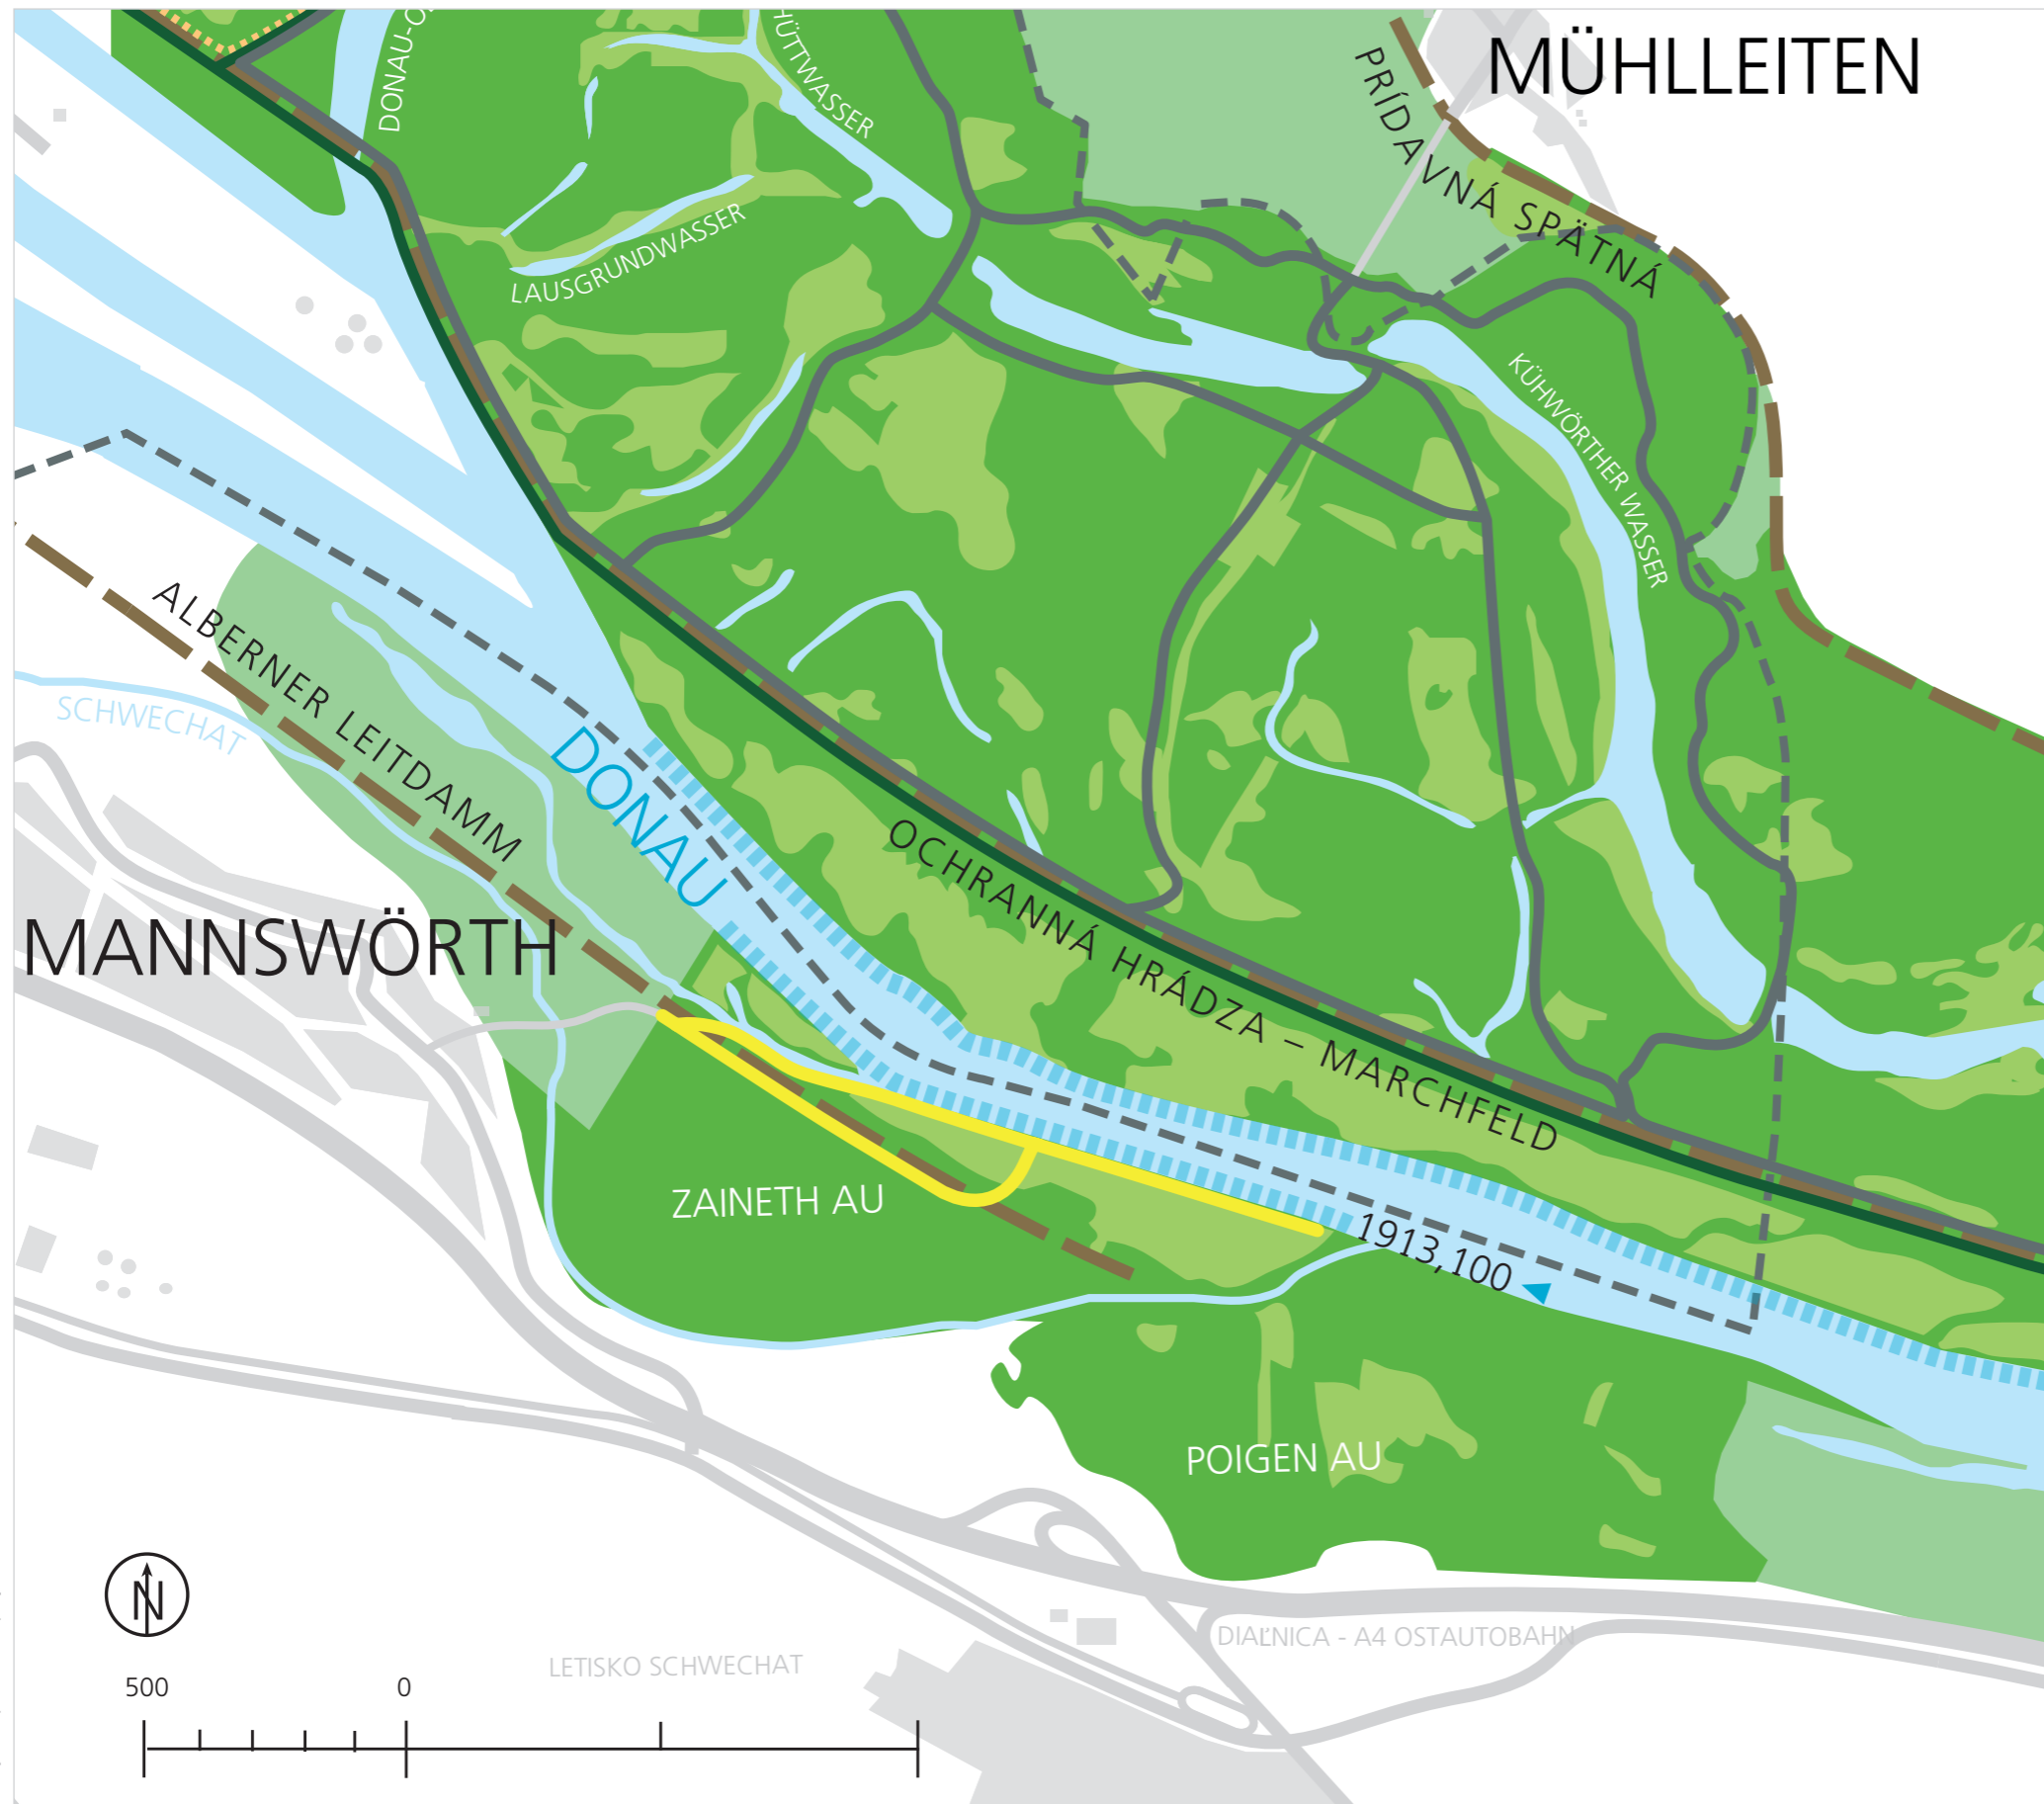 MÜHLLEITEN
DONAU-O
HÜTTWASSER
PRÍDAVNÁ SPÄTNÁ
LAUSGRUNDWASSER
KÜHWÖRTHER WASSER
ALBERNER LEITDAMM
SCHWECHAT
DONAU
OCHRANNÁ HRÁDZA – MARCHFELD
MANNSWÖRTH
ZAINETH AU
1913,100
POIGEN AU
N
DIAĽNICA - A4 OSTAUTOBAHN
LETISKO SCHWECHAT
500 0